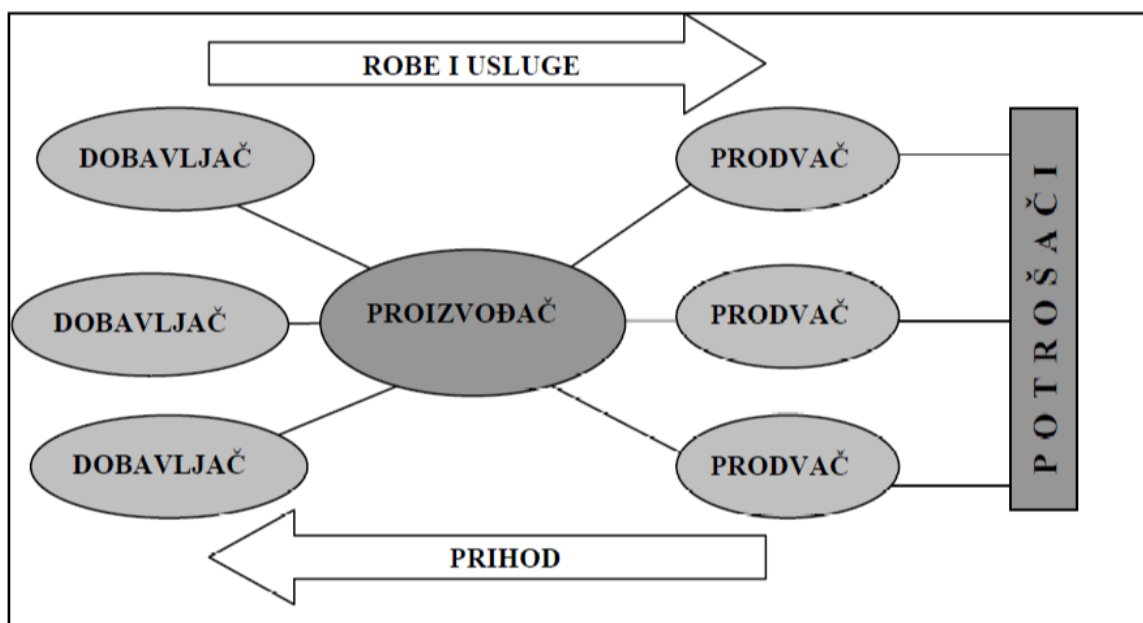 ROBE I USLUGE
DOBAVLJAČ
PRODVAČ
PROIZVOĐAČ
DOBAVLJAČ
PRODVAČ
DOBAVLJAČ
PRODVAČ
POTROŠAČI
PRIHOD